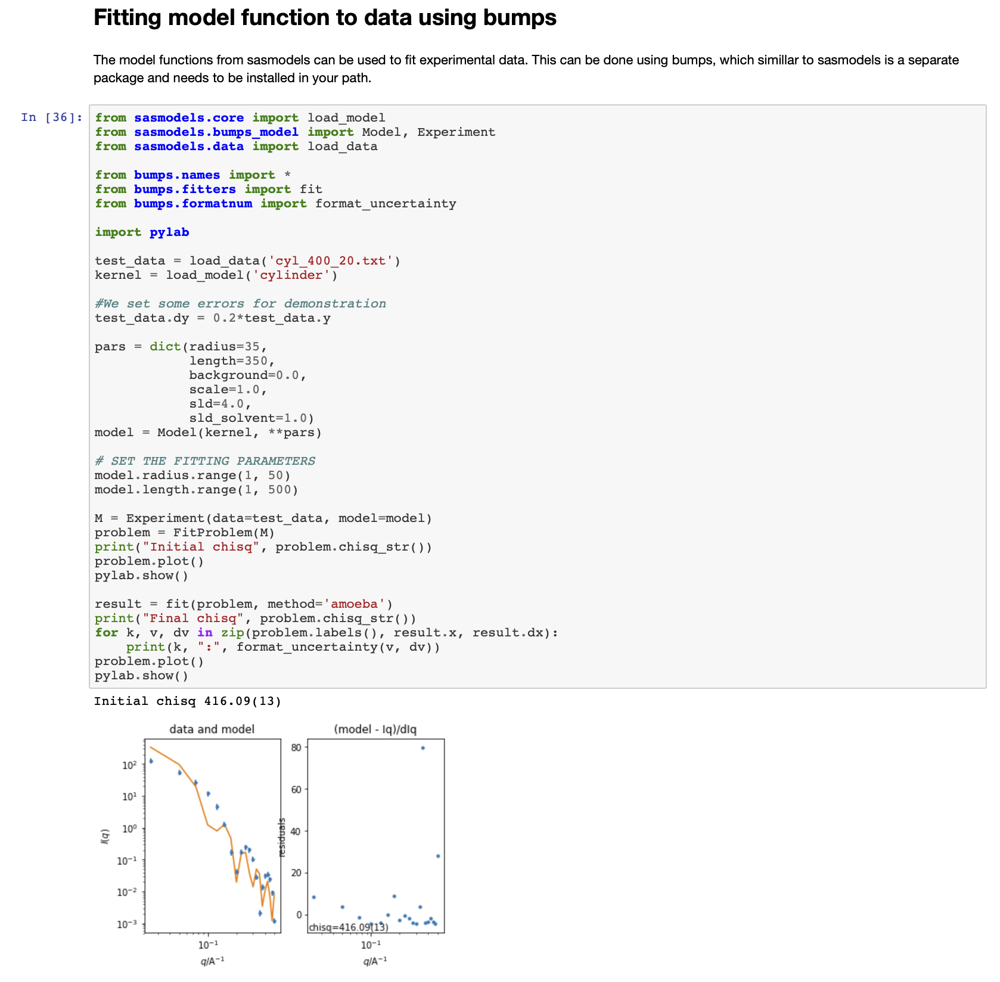 Fitting model function to data using bumps
The model functions from sasmodels can be used to fit experimental data. This can be done using bumps, which simillar to sasmodels is a separate
package and needs to be installed in your path.
In [36]:
from sasmodels.core import load_model
from sasmodels.bumps_model import Model, Experiment
from sasmodels.data import load_data

from bumps.names import *
from bumps.fitters import fit
from bumps.formatnum import format_uncertainty

import pylab

test_data = load_data('cyl_400_20.txt')
kernel = load_model('cylinder')

#We set some errors for demonstration
test_data.dy = 0.2*test_data.y

pars = dict(radius=35,
            length=350,
            background=0.0,
            scale=1.0,
            sld=4.0,
            sld_solvent=1.0)
model = Model(kernel, **pars)

# SET THE FITTING PARAMETERS
model.radius.range(1, 50)
model.length.range(1, 500)

M = Experiment(data=test_data, model=model)
problem = FitProblem(M)
print("Initial chisq", problem.chisq_str())
problem.plot()
pylab.show()

result = fit(problem, method='amoeba')
print("Final chisq", problem.chisq_str())
for k, v, dv in zip(problem.labels(), result.x, result.dx):
    print(k, ":", format_uncertainty(v, dv))
problem.plot()
pylab.show()
Initial chisq 416.09(13)
data and model
10²
10¹
10⁰
10⁻¹
10⁻²
10⁻³
I(q)
10⁻¹
q/A⁻¹
(model - Iq)/dIq
80
60
40
20
0
residuals
chisq=416.09(13)
10⁻¹
q/A⁻¹